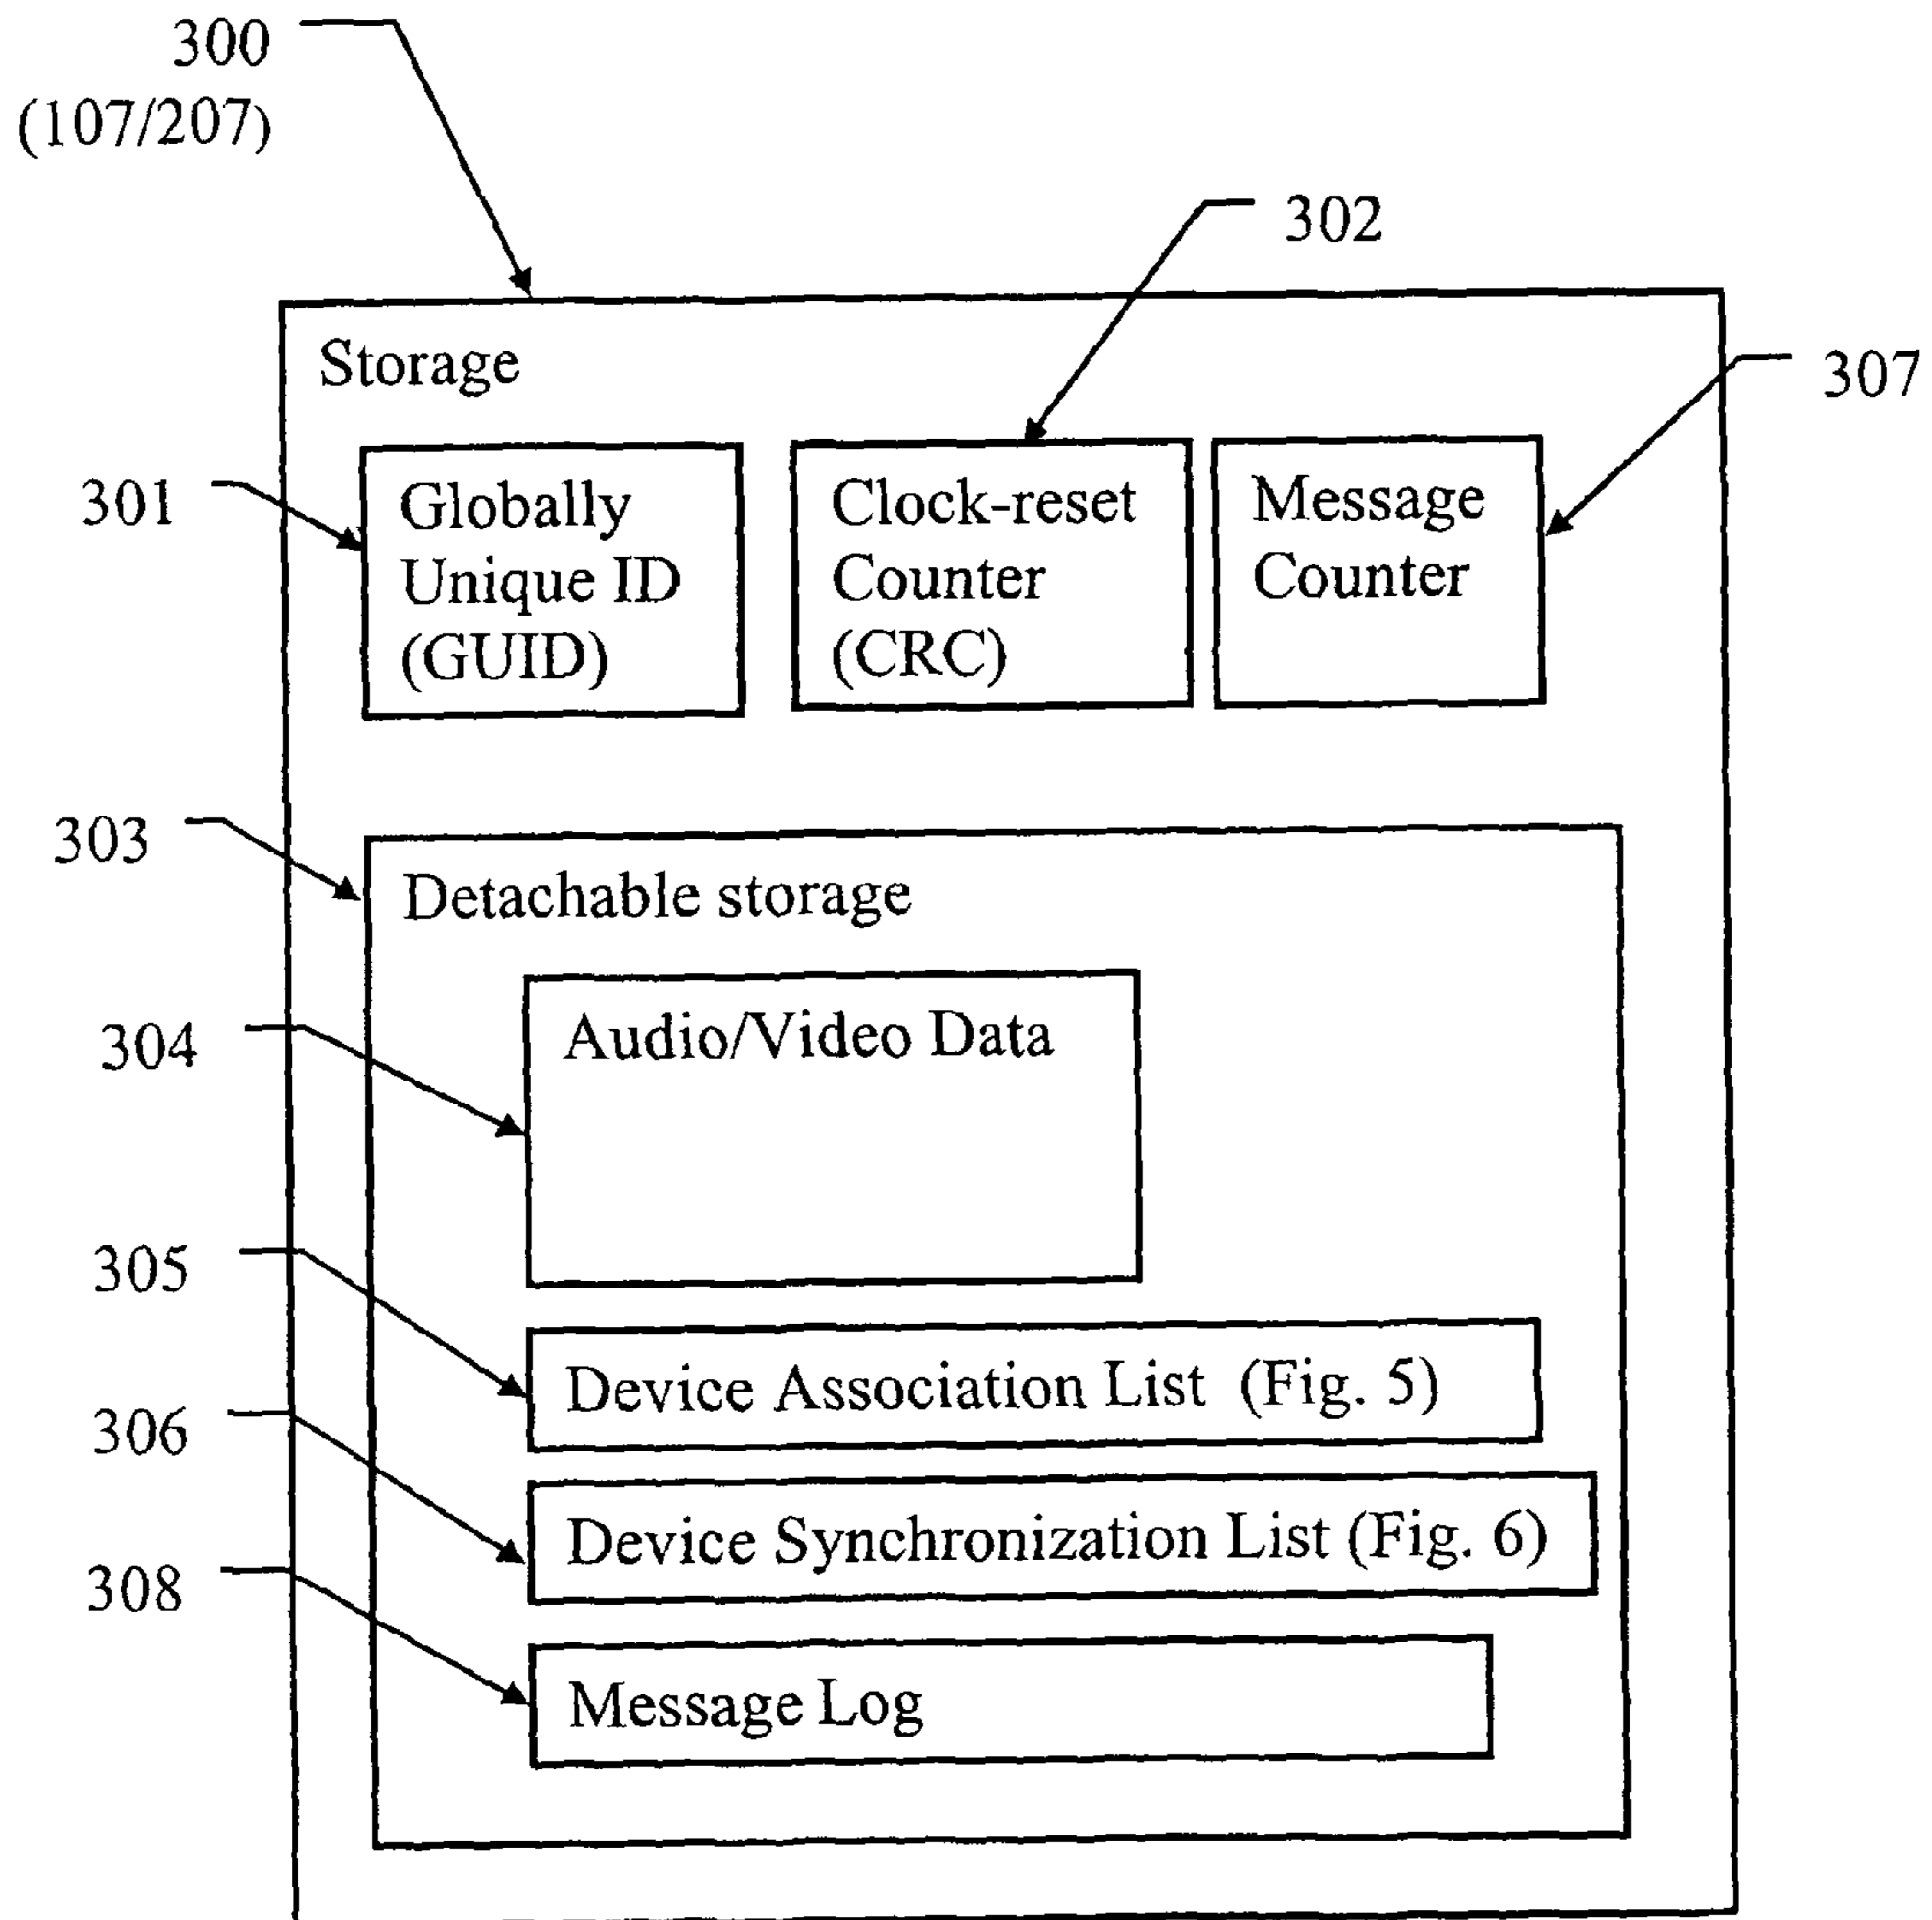 300
(107/207)
302
Storage
307
301
Globally
Unique ID
(GUID)
Clock-reset
Counter
(CRC)
Message
Counter
303
Detachable storage
304
Audio/Video Data
305
Device Association List (Fig. 5)
306
Device Synchronization List (Fig. 6)
308
Message Log